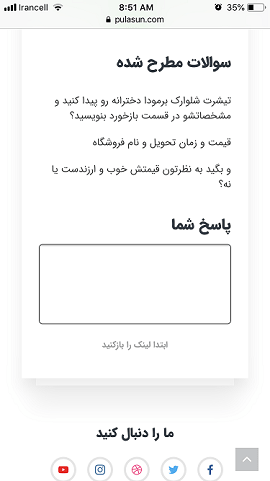 Irancell 8:51 AM 35%
pulasun.com
سوالات مطرح شده
تیشرت شلوارک برمودا دخترانه رو پیدا کنید و
مشخصاتشو در قسمت بازخورد بنویسید؟
قیمت و زمان تحویل و نام فروشگاه
و بگید به نظرتون قیمتش خوب و ارزندست یا
نه؟
پاسخ شما
ابتدا لینک را بازکنید
ما را دنبال کنید